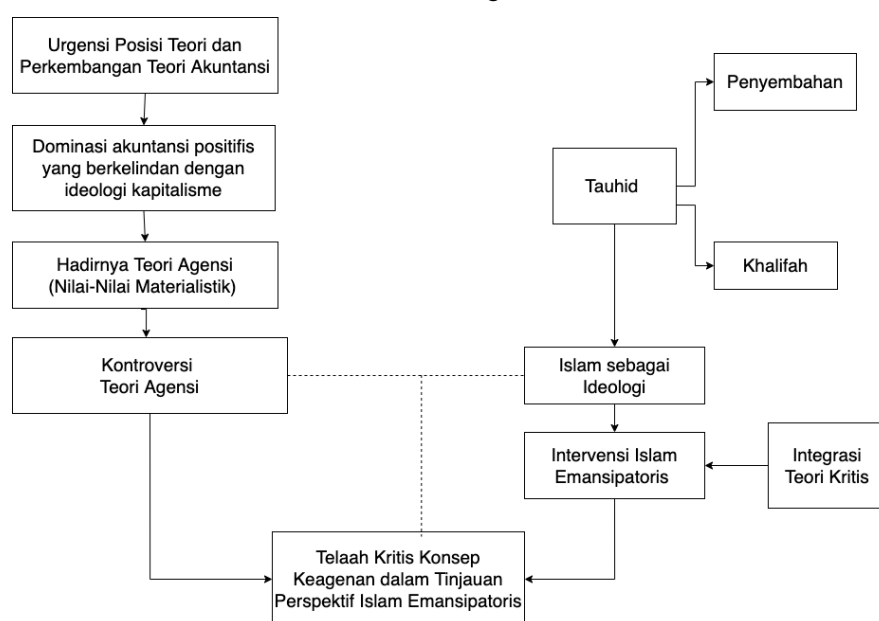 Urgensi Posisi Teori dan
Perkembangan Teori Akuntansi
Dominasi akuntansi positifis
yang berkelindan dengan
ideologi kapitalisme
Hadirnya Teori Agensi
(Nilai-Nilai Materialistik)
Kontroversi
Teori Agensi
Penyembahan
Tauhid
Khalifah
Islam sebagai
Ideologi
Intervensi Islam
Emansipatoris
Integrasi
Teori Kritis
Telaah Kritis Konsep
Keagenan dalam Tinjauan
Perspektif Islam Emansipatoris